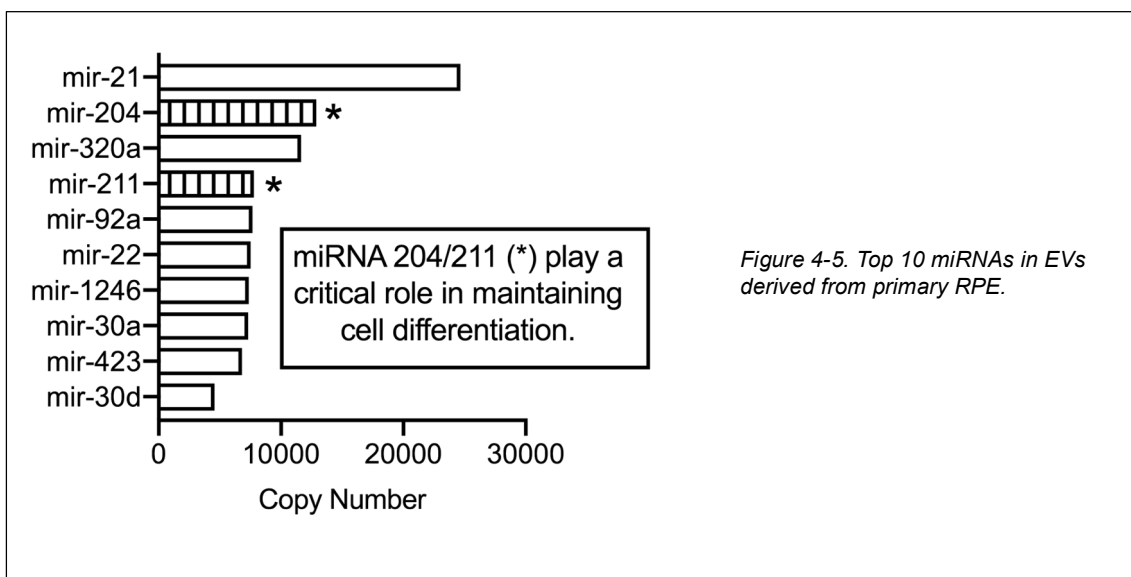 mir-21
mir-204
*
mir-320a
mir-211
*
mir-92a
mir-22
mir-1246
mir-30a
mir-423
mir-30d
miRNA 204/211 (*) play a
critical role in maintaining
cell differentiation.
0 10000 20000 30000
Copy Number
Figure 4-5. Top 10 miRNAs in EVs
derived from primary RPE.